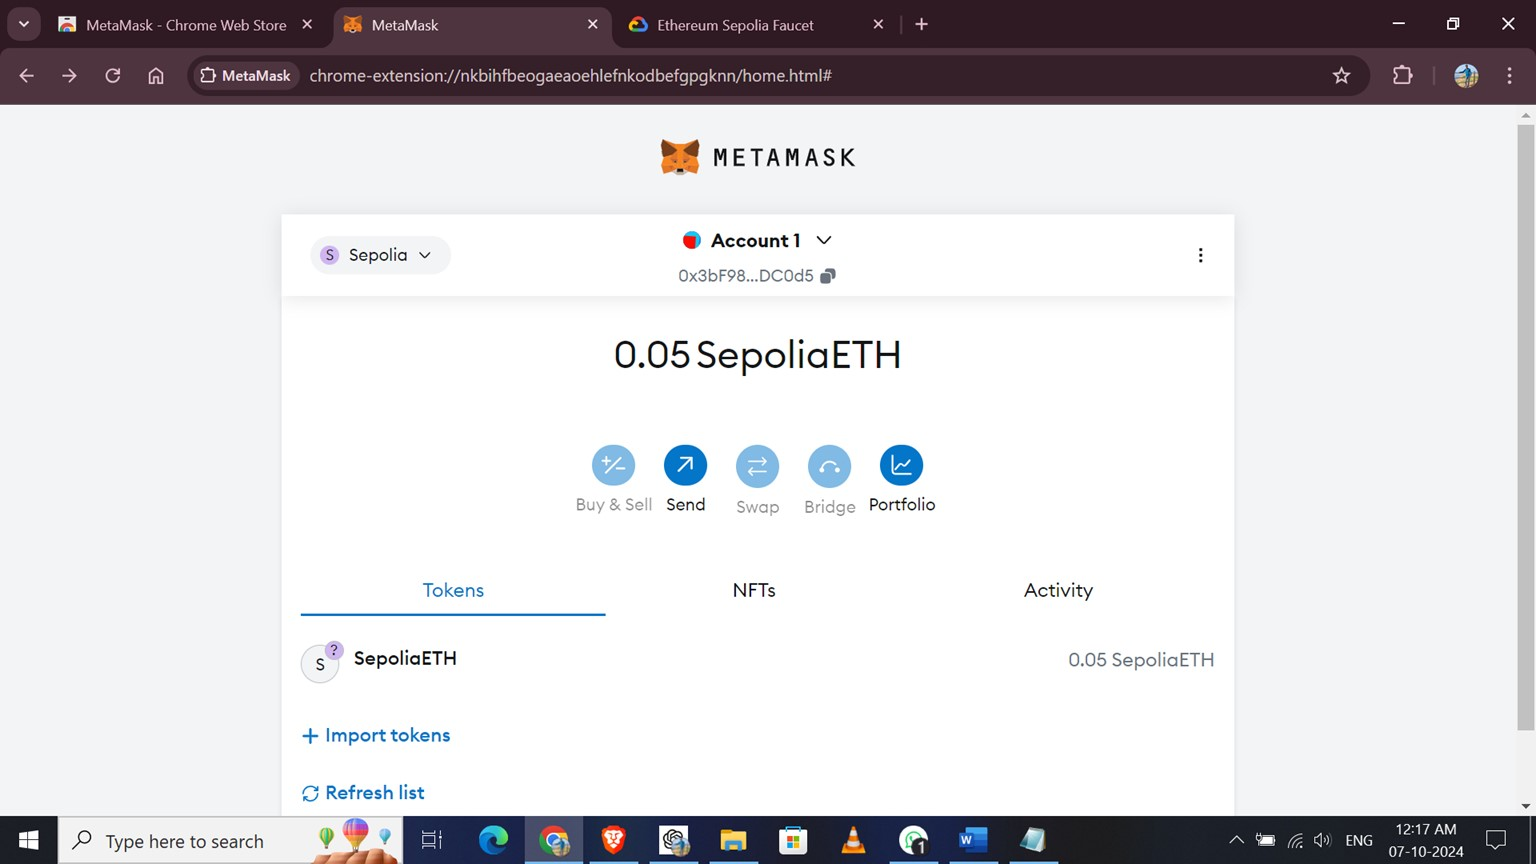 MetaMask - Chrome Web Store
MetaMask
Ethereum Sepolia Faucet
MetaMask
chrome-extension://nkbihfbeogaeaoehlefnkodbefgpgknn/home.html#
METAMASK
S Sepolia
Account 1
0x3bF98...DC0d5
0.05 SepoliaETH
Buy & Sell
Send
Swap
Bridge
Portfolio
Tokens
NFTs
Activity
S ? SepoliaETH
0.05 SepoliaETH
+ Import tokens
Refresh list
Type here to search
1
W
ENG
12:17 AM
07-10-2024